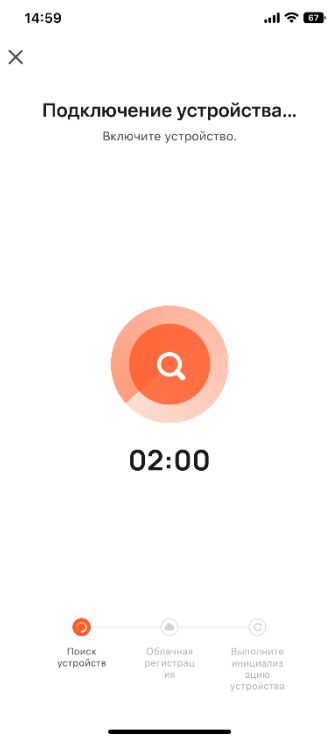 14:59
67
Подключение устройства...
Включите устройство.
02:00
Поиск
устройств
Облачная
регистрац
ия
Выполните
инициализ
ацию
устройства